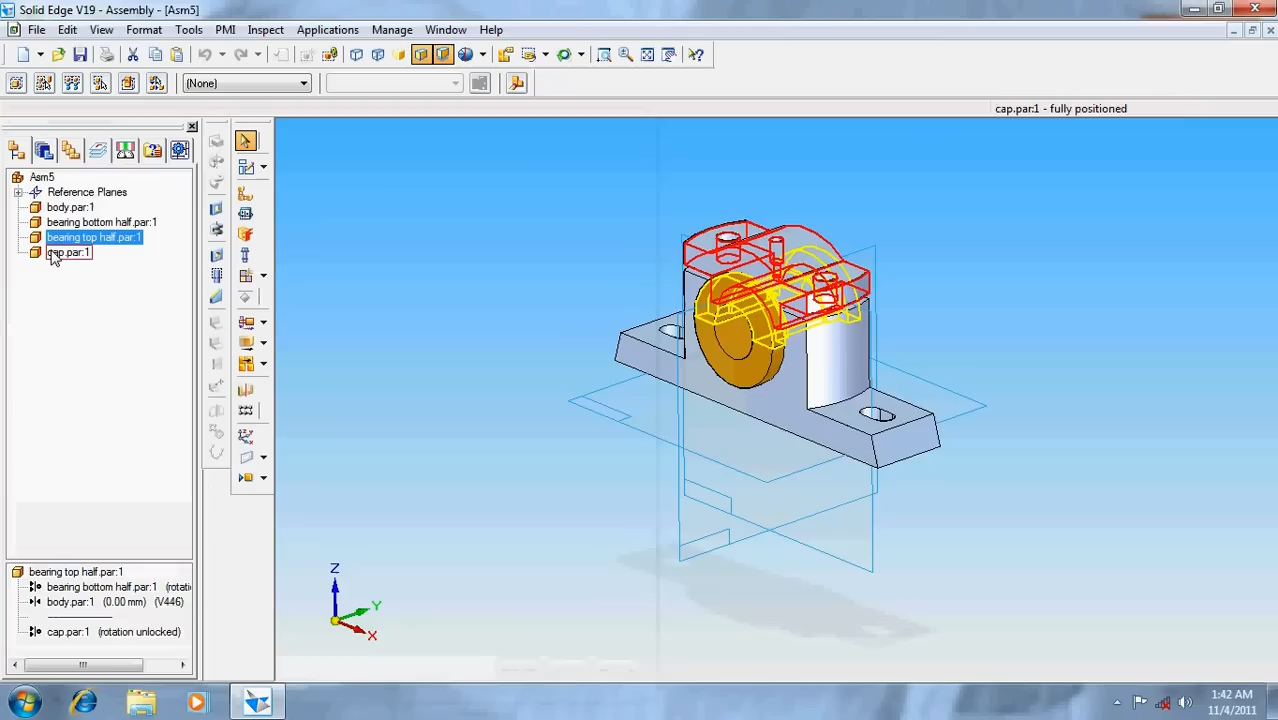 Solid Edge V19 - Assembly - [Asm5]
File Edit View Format Tools PMI Inspect Applications Manage Window Help
(None)
cap.par:1 - fully positioned
Asm5
Reference Planes
body.par:1
bearing bottom half.par:1
bearing top half.par:1
cap.par:1
bearing top half.par:1
bearing bottom half.par:1 (rotati
body.par:1 (0.00 mm) (V446)
cap.par:1 (rotation unlocked)
Z
Y
X
1:42 AM
11/4/2011